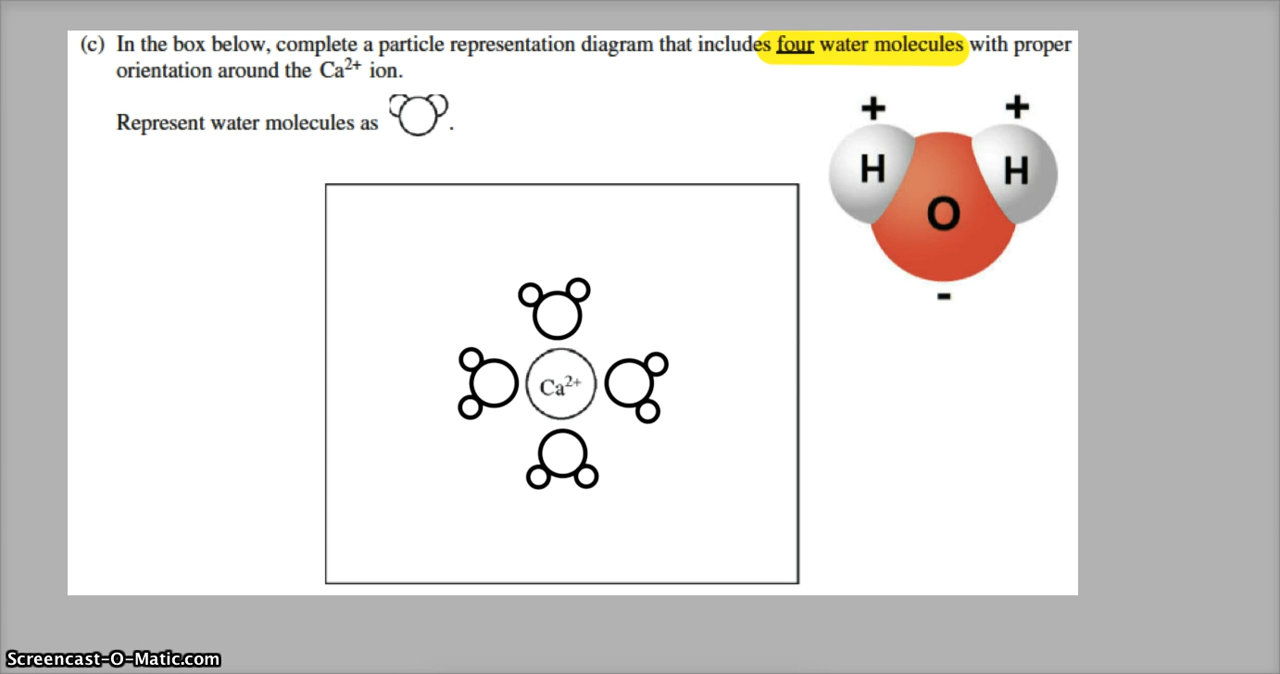 (c) In the box below, complete a particle representation diagram that includes four water molecules with proper
orientation around the Ca²⁺ ion.
Represent water molecules as .
+ +
H H
O
-
Ca²⁺
Screencast-O-Matic.com